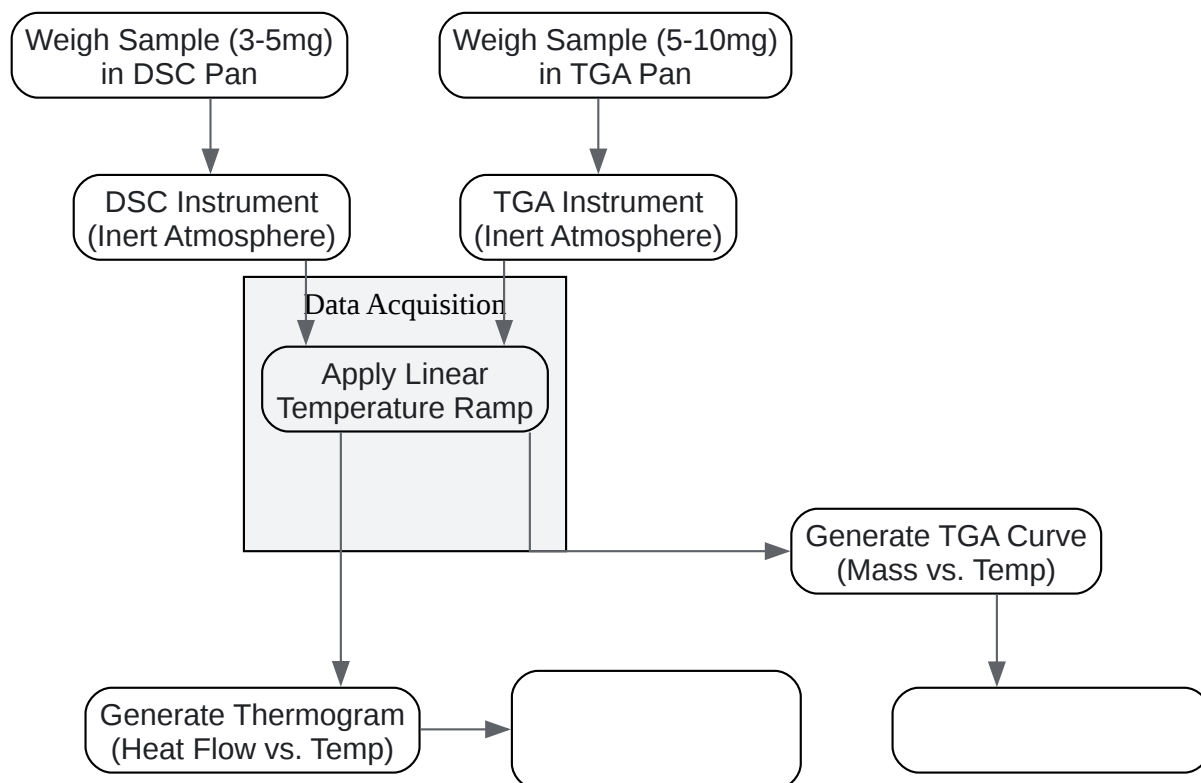 Weigh Sample (3-5mg)
in DSC Pan
Weigh Sample (5-10mg)
in TGA Pan
DSC Instrument
(Inert Atmosphere)
TGA Instrument
(Inert Atmosphere)
Data Acquisition
Apply Linear
Temperature Ramp
Generate TGA Curve
(Mass vs. Temp)
Generate Thermogram
(Heat Flow vs. Temp)